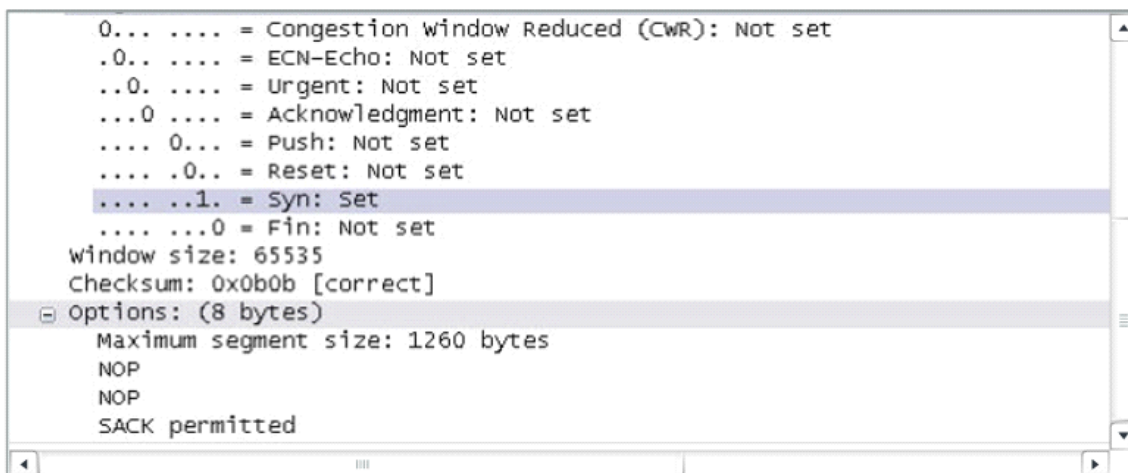 0... .... = Congestion Window Reduced (CWR): Not set
.0.. .... = ECN-Echo: Not set
..0. .... = Urgent: Not set
...0 .... = Acknowledgment: Not set
.... 0... = Push: Not set
.... .0.. = Reset: Not set
.... ..1. = Syn: Set
.... ...0 = Fin: Not set
Window size: 65535
Checksum: 0x0b0b [correct]
Options: (8 bytes)
Maximum segment size: 1260 bytes
NOP
NOP
SACK permitted